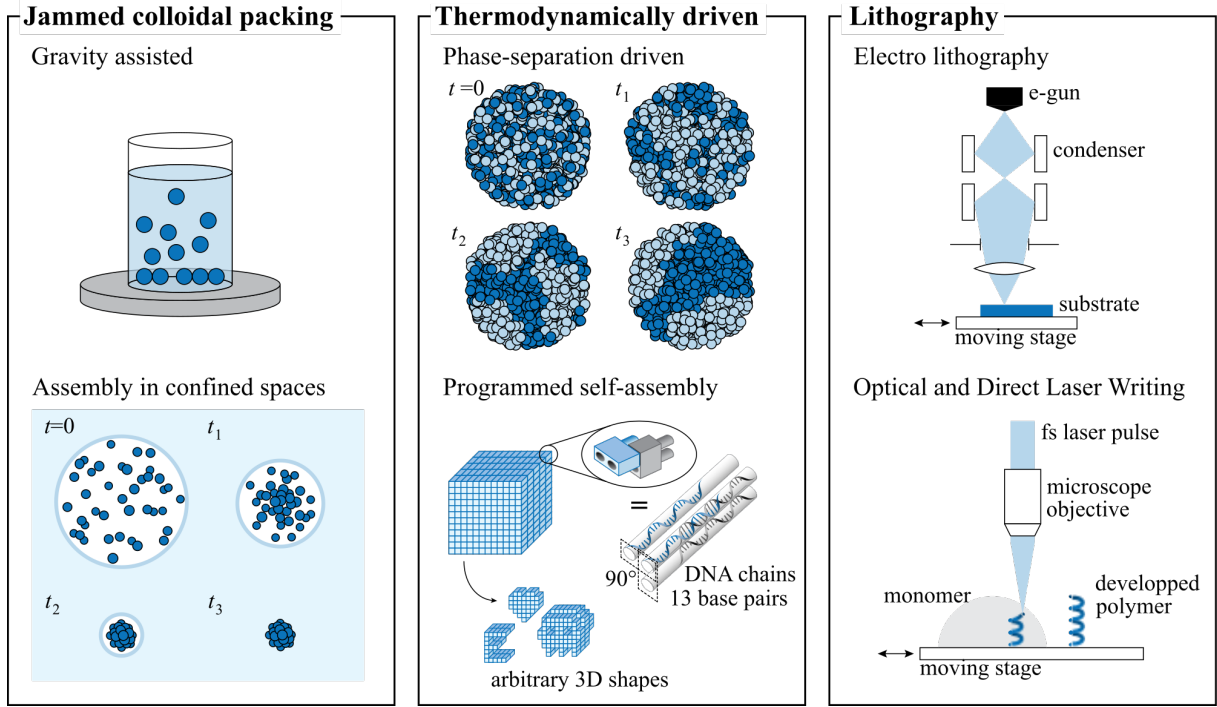 Jammed colloidal packing
Gravity assisted
Assembly in confined spaces
t=0
t1
t2
t3
Thermodynamically driven
Phase-separation driven
t=0
t1
t2
t3
Programmed self-assembly
=
90°
DNA chains
13 base pairs
arbitrary 3D shapes
Lithography
Electro lithography
e-gun
condenser
substrate
moving stage
Optical and Direct Laser Writing
fs laser pulse
microscope
objective
monomer
developped
polymer
moving stage